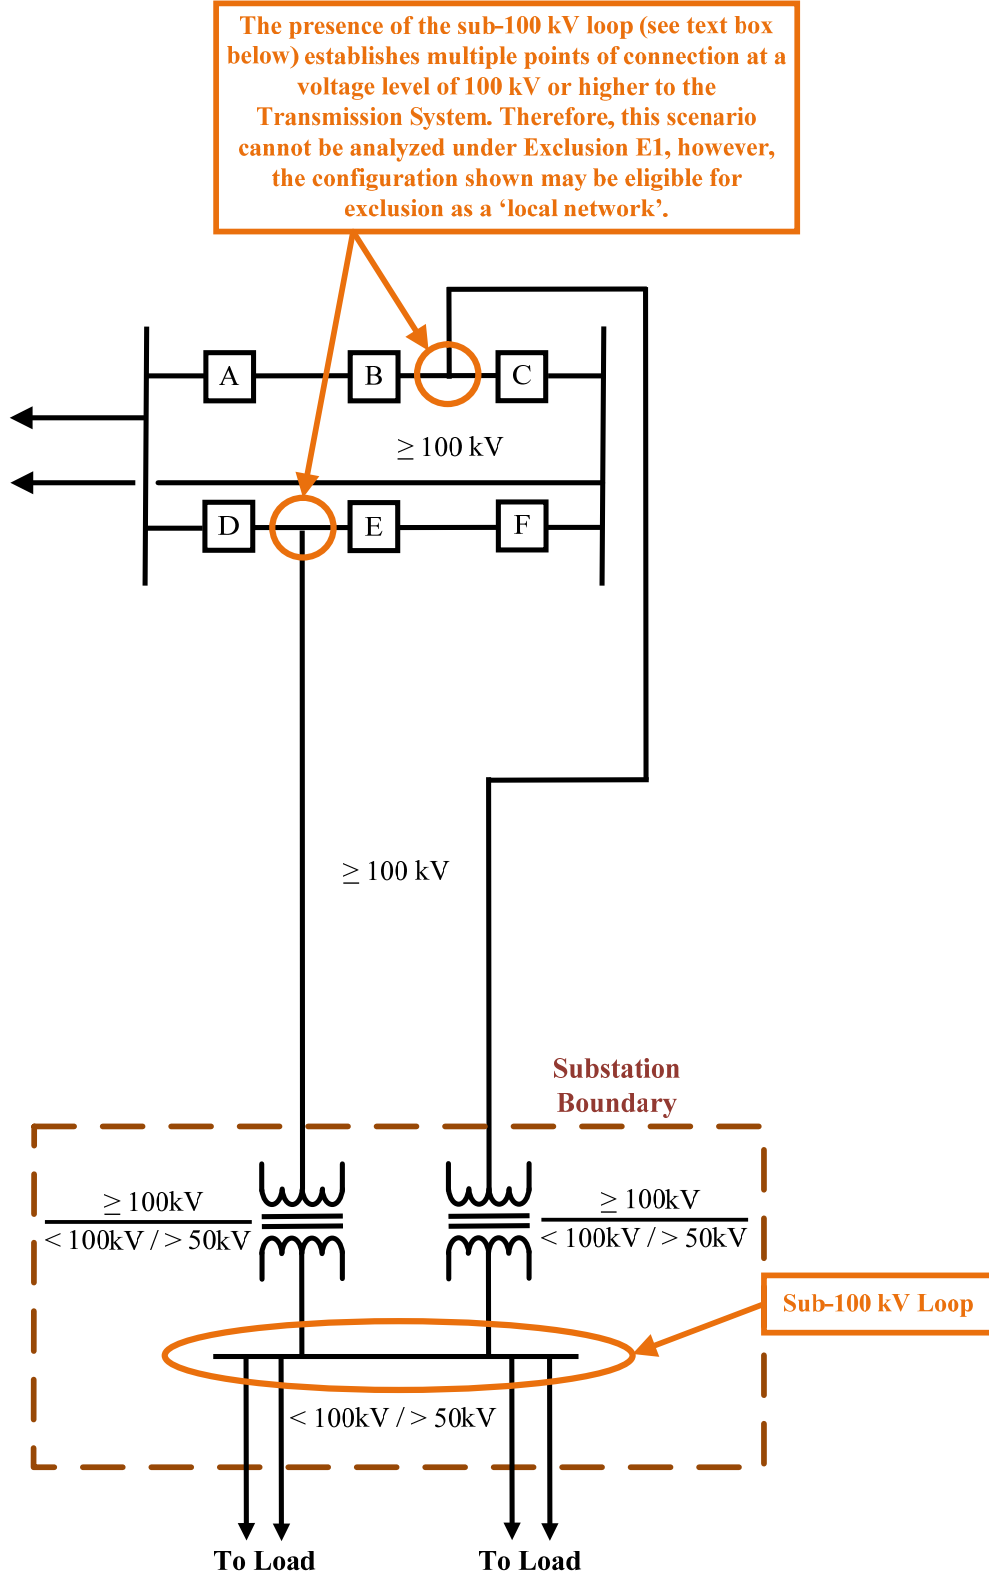 The presence of the sub-100 kV loop (see text box
below) establishes multiple points of connection at a
voltage level of 100 kV or higher to the
Transmission System. Therefore, this scenario
cannot be analyzed under Exclusion E1, however,
the configuration shown may be eligible for
exclusion as a ‘local network’.
A
B
C
≥ 100 kV
D
E
F
≥ 100 kV
Substation
Boundary
≥ 100kV
< 100kV / > 50kV
≥ 100kV
< 100kV / > 50kV
Sub-100 kV Loop
< 100kV / > 50kV
To Load
To Load